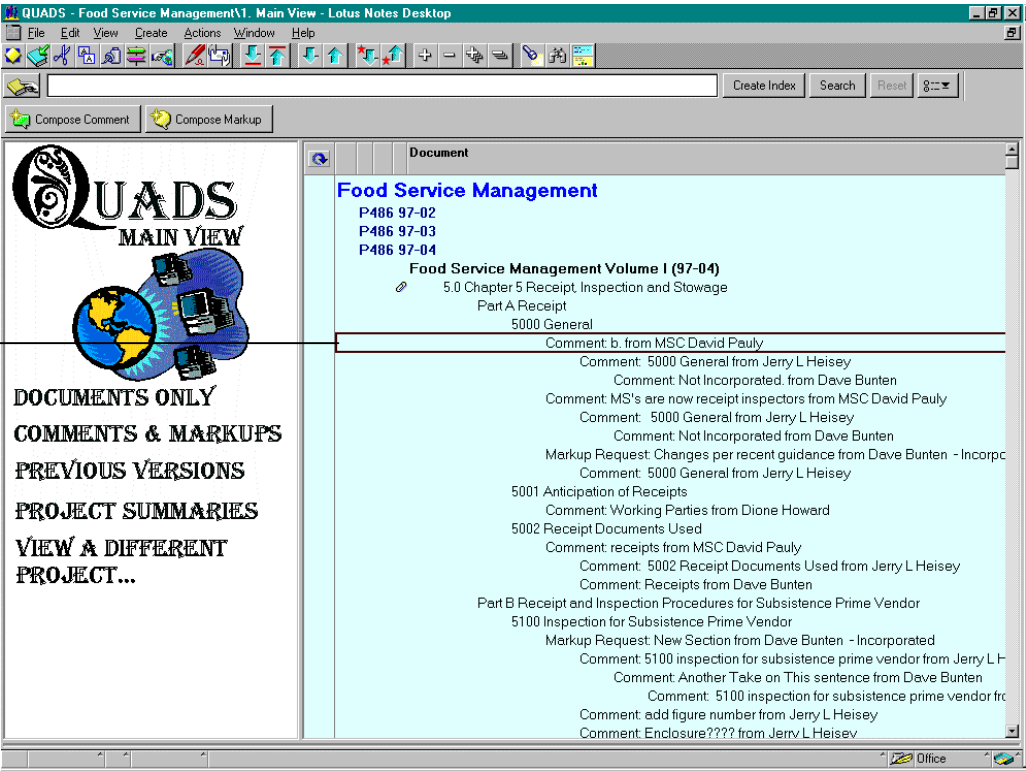 QUADS - Food Service Management\1. Main View - Lotus Notes Desktop
File Edit View Create Actions Window Help
Create Index Search Reset
Compose Comment Compose Markup
QUADS
MAIN VIEW
DOCUMENTS ONLY
COMMENTS & MARKUPS
PREVIOUS VERSIONS
PROJECT SUMMARIES
VIEW A DIFFERENT
PROJECT...
Document
Food Service Management
P486 97-02
P486 97-03
P486 97-04
Food Service Management Volume I (97-04)
5.0 Chapter 5 Receipt, Inspection and Stowage
Part A Receipt
5000 General
Comment: b. from MSC David Pauly
Comment: 5000 General from Jerry L Heisey
Comment: Not Incorporated. from Dave Bunten
Comment: MS's are now receipt inspectors from MSC David Pauly
Comment: 5000 General from Jerry L Heisey
Comment: Not Incorporated from Dave Bunten
Markup Request: Changes per recent guidance from Dave Bunten - Incorpo
Comment: 5000 General from Jerry L Heisey
5001 Anticipation of Receipts
Comment: Working Parties from Dione Howard
5002 Receipt Documents Used
Comment: receipts from MSC David Pauly
Comment: 5002 Receipt Documents Used from Jerry L Heisey
Comment: Receipts from Dave Bunten
Part B Receipt and Inspection Procedures for Subsistence Prime Vendor
5100 Inspection for Subsistence Prime Vendor
Markup Request: New Section from Dave Bunten - Incorporated
Comment: 5100 inspection for subsistence prime vendor from Jerry L H
Comment: Another Take on This sentence from Dave Bunten
Comment: 5100 inspection for subsistence prime vendor fro
Comment: add figure number from Jerry L Heisey
Comment: Enclosure???? from Jerry L Heisey
Office